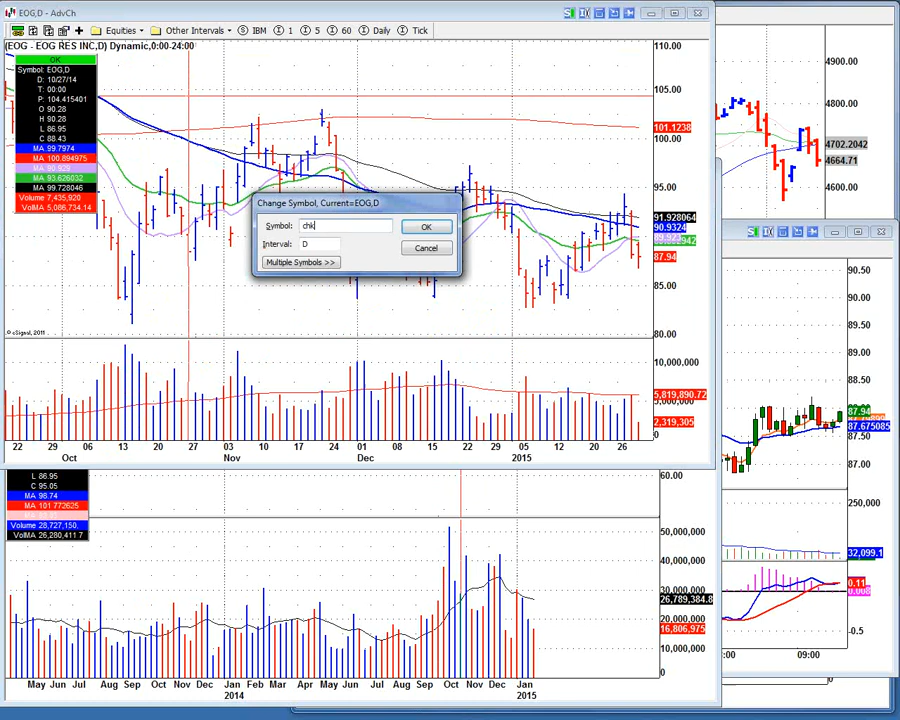 EOG,D - AdvCh
Equities Other Intervals S IBM I 1 I 5 I 60 I Daily I Tick
(EOG - EOG RES INC,D) Dynamic,0:00-24:00
OK
Symbol: EOG,D
D: 10/27/14
T: 00:00
P: 104.415401
O 90.28
H 90.28
L 86.95
C 88.43
MA 99.7974
MA 100.894975
MA 93.626032
MA 99.728046
Volume 7,435,920
VolMA 5,086,734.14
110.00
105.00
101.1238
100.00
95.00
91.928064
90.9324
87.94
85.00
80.00
Change Symbol, Current=EOG,D
Symbol: chk
OK
Interval: D
Cancel
Multiple Symbols >>
© eSignal, 2011
10,000,000
5,819,890.72
2,319,305
0
22 29 06 13 20 27 03 10 17 24 01 08 15 22 29 05 12 20 26
Oct Nov Dec 2015
L 86.95
C 95.05
MA 98.74
MA 101.772625
Volume 28,727,150.
VolMA 26,280,411.7
60.00
50,000,000
40,000,000
30,000,000
26,789,384.8
20,000,000
16,806,975
10,000,000
0
May Jun Jul Aug Sep Oct Nov Dec Jan Feb Mar Apr May Jun Jul Aug Sep Oct Nov Dec Jan
2014 2015
4900.00
4800.00
4702.2042
4664.71
4600.00
90.50
90.00
89.50
89.00
88.50
88.00
87.94
87.675085
87.50
87.00
250,000
32,099.1
0.11
0.008
-0.5
:00 09:00